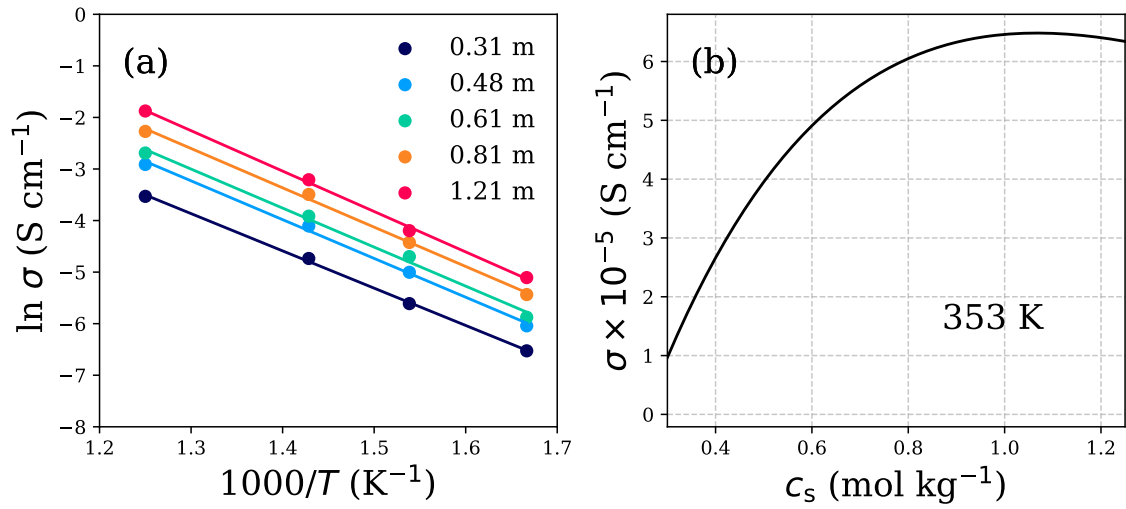 (a)
0.31 m
0.48 m
0.61 m
0.81 m
1.21 m
ln σ (S cm⁻¹)
0
−1
−2
−3
−4
−5
−6
−7
−8
1.2 1.3 1.4 1.5 1.6 1.7
1000/T (K⁻¹)
(b)
353 K
σ × 10⁻⁵ (S cm⁻¹)
6
5
4
3
2
1
0
0.4 0.6 0.8 1.0 1.2
cₛ (mol kg⁻¹)